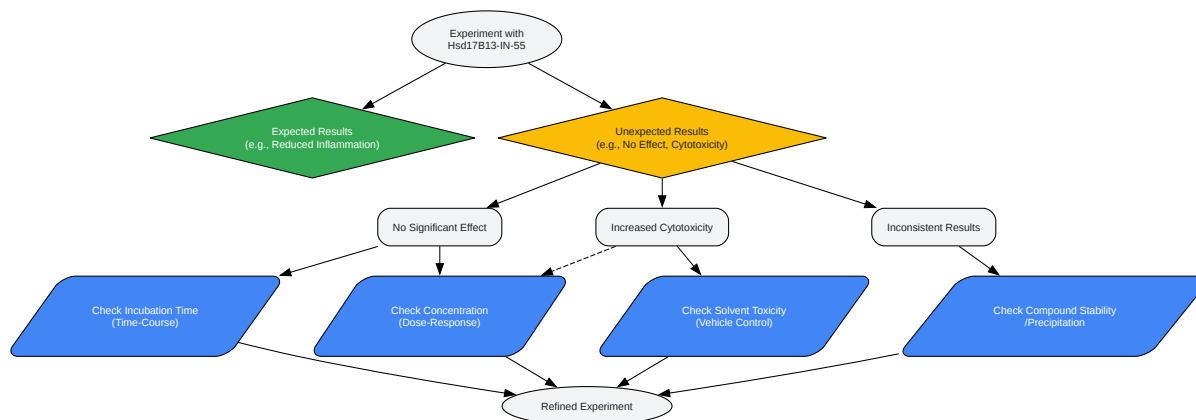 Experiment with
Hsd17B13-IN-55
Expected Results
(e.g., Reduced Inflammation)
Unexpected Results
(e.g., No Effect, Cytotoxicity)
No Significant Effect
Increased Cytotoxicity
Inconsistent Results
Check Incubation Time
(Time-Course)
Check Concentration
(Dose-Response)
Check Solvent Toxicity
(Vehicle Control)
Check Compound Stability
/Precipitation
Refined Experiment